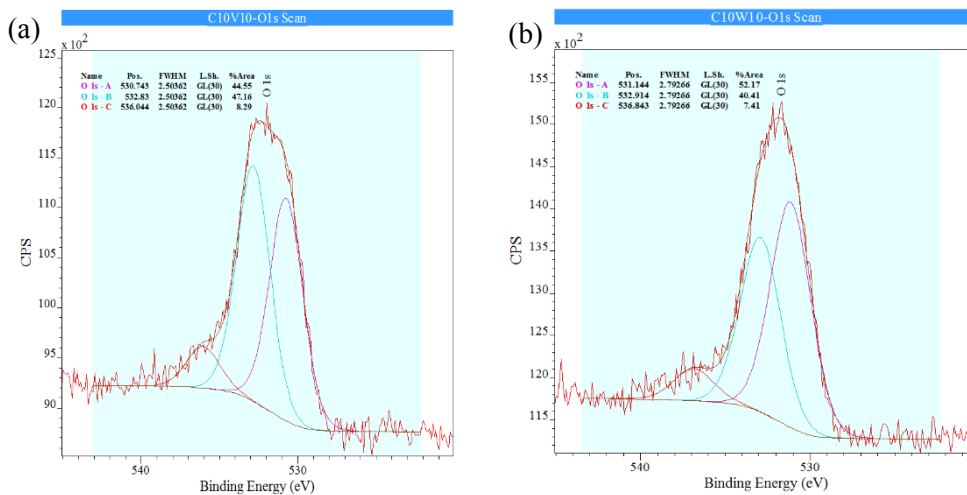 (a)
C10V10-O1s Scan
x 10²
Name Pos. FWHM L.Sh. %Area
O 1s - A 530.743 2.50362 GL(30) 44.55
O 1s - B 532.83 2.50362 GL(30) 47.16
O 1s - C 536.044 2.50362 GL(30) 8.29
O 1s
125
120
115
110
105
100
95
90
CPS
540
530
Binding Energy (eV)
(b)
C10W10-O1s Scan
x 10²
Name Pos. FWHM L.Sh. %Area
O 1s - A 531.144 2.79266 GL(30) 52.17
O 1s - B 532.914 2.79266 GL(30) 40.41
O 1s - C 536.843 2.79266 GL(30) 7.41
O 1s
155
150
145
140
135
130
125
120
115
CPS
540
530
Binding Energy (eV)